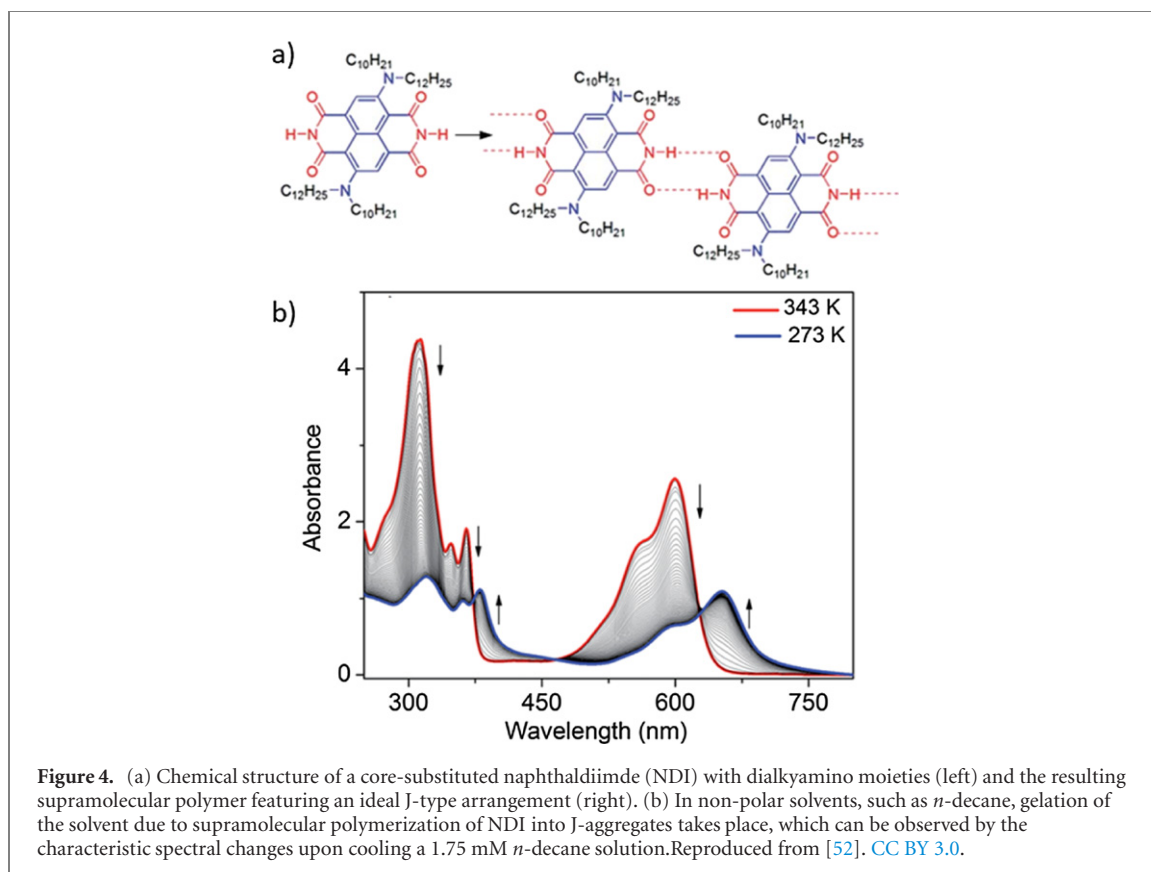 a)
C10H21
N C12H25
O O
H N N H
O O
C12H25 N
C10H21
C10H21
N C12H25
O O
H N N H
O O
C12H25 N
C10H21
C10H21
N C12H25
O O
H N N H
O O
C12H25 N
C10H21
b)
343 K
273 K
4
2
0
Absorbance
300 450 600 750
Wavelength (nm)
Figure 4. (a) Chemical structure of a core-substituted naphthaldiimde (NDI) with dialkyamino moieties (left) and the resulting
supramolecular polymer featuring an ideal J-type arrangement (right). (b) In non-polar solvents, such as n-decane, gelation of
the solvent due to supramolecular polymerization of NDI into J-aggregates takes place, which can be observed by the
characteristic spectral changes upon cooling a 1.75 mM n-decane solution.Reproduced from [52]. CC BY 3.0.